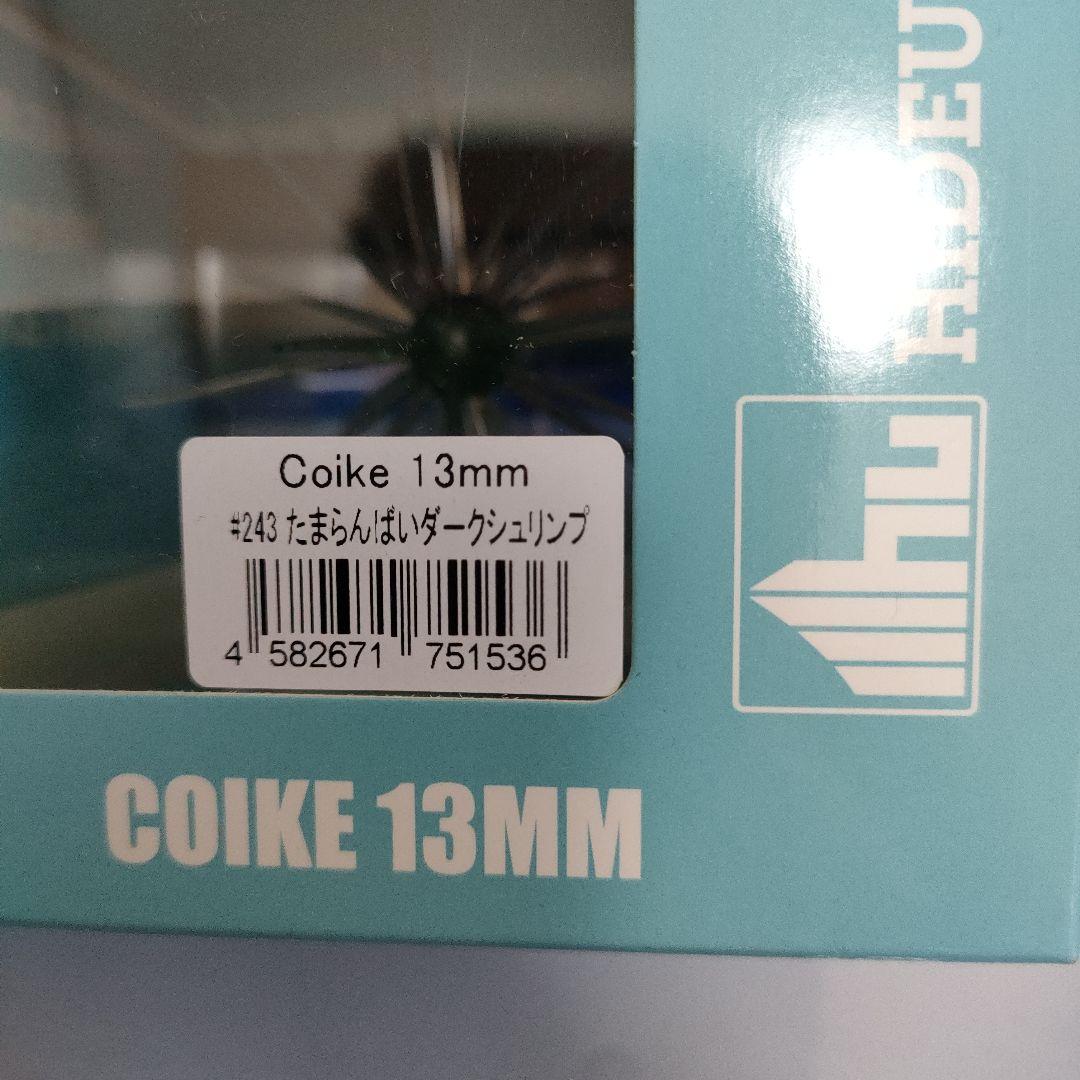 Coike 13mm
#243 たまらんばいダークシュリンプ
4 582671 751536
COIKE 13MM
HIDEU